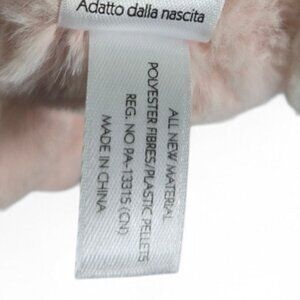 Adatto dalla nascita
ALL NEW MATERIAL
POLYESTER FIBRES/PLASTIC PELLETS
REG. NO PA-13315 (CN)
MADE IN CHINA